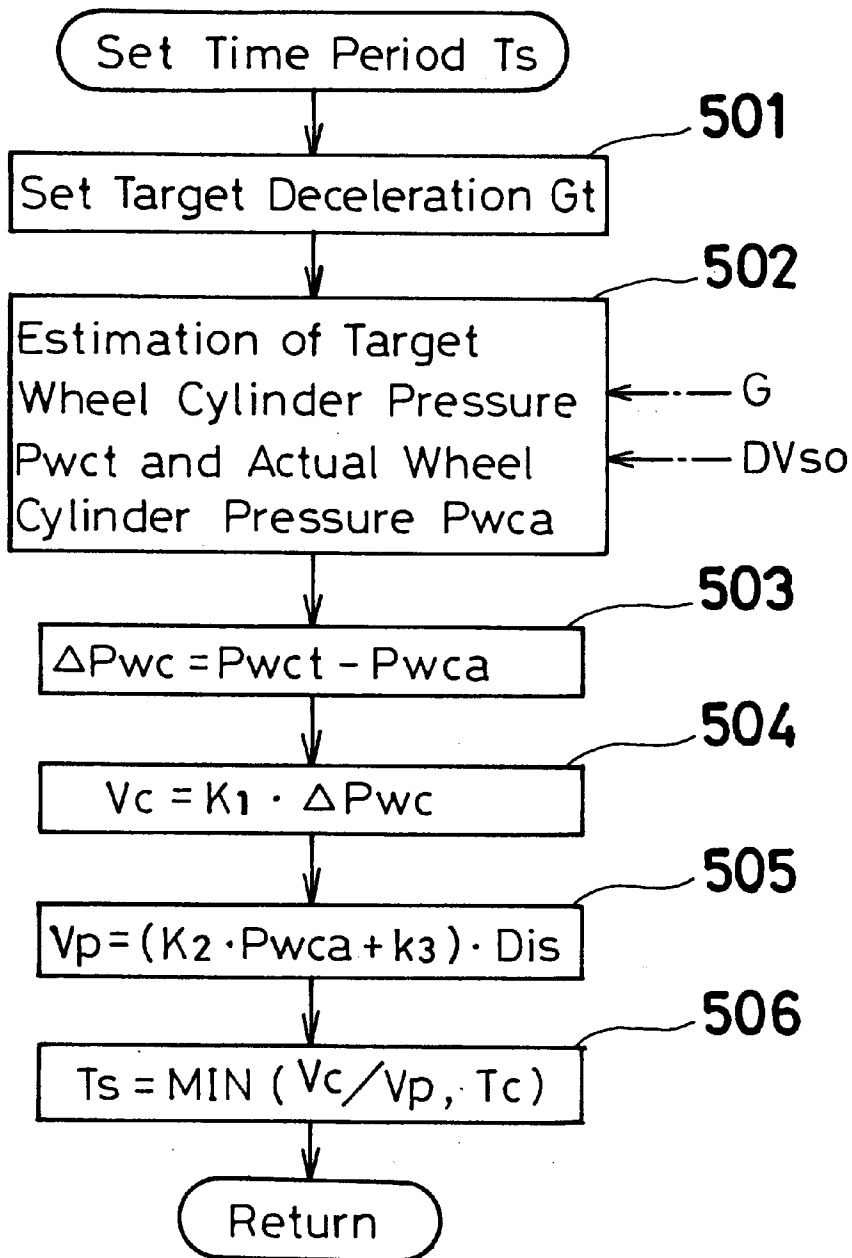 Set Time Period Ts
501
Set Target Deceleration Gt
502
Estimation of Target
Wheel Cylinder Pressure
Pwct and Actual Wheel
Cylinder Pressure Pwca
G
DVso
503
△Pwc = Pwct - Pwca
504
Vc = K1 · △Pwc
505
Vp = (K2 · Pwca + k3) · Dis
506
Ts = MIN ( Vc/Vp, Tc )
Return